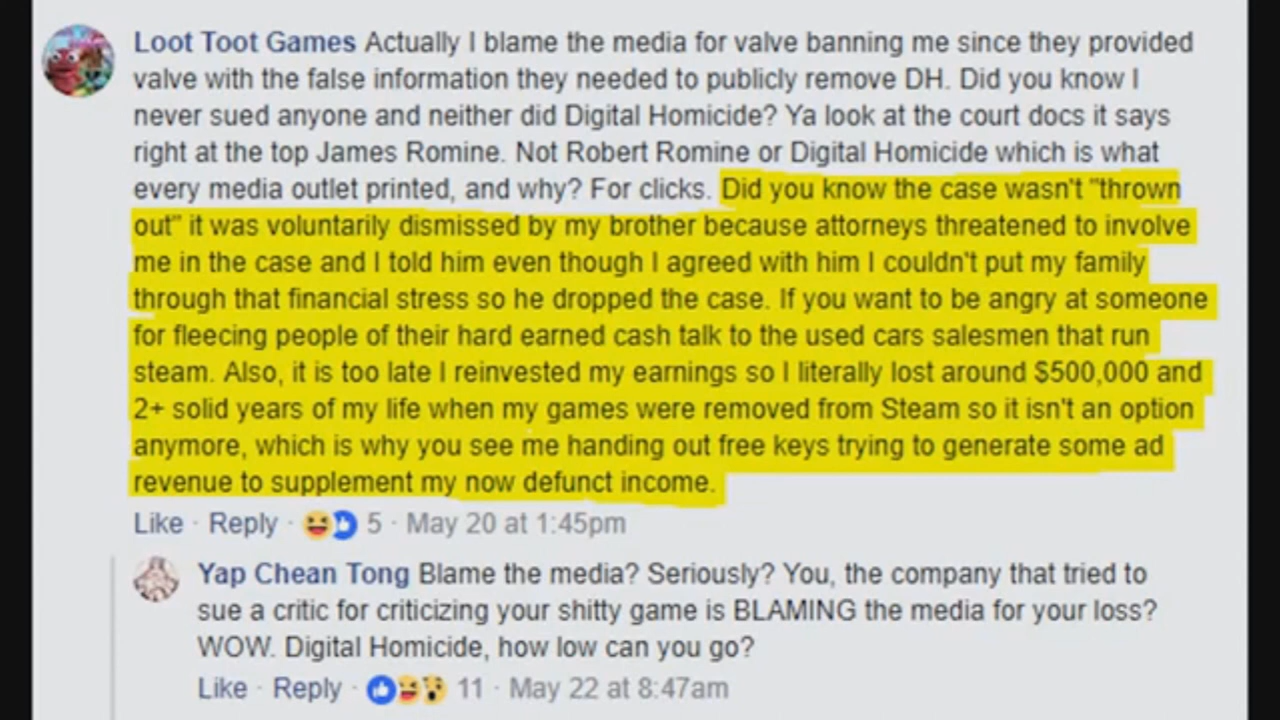 Loot Toot Games Actually I blame the media for valve banning me since they provided
valve with the false information they needed to publicly remove DH. Did you know I
never sued anyone and neither did Digital Homicide? Ya look at the court docs it says
right at the top James Romine. Not Robert Romine or Digital Homicide which is what
every media outlet printed, and why? For clicks. Did you know the case wasn't "thrown
out" it was voluntarily dismissed by my brother because attorneys threatened to involve
me in the case and I told him even though I agreed with him I couldn't put my family
through that financial stress so he dropped the case. If you want to be angry at someone
for fleecing people of their hard earned cash talk to the used cars salesmen that run
steam. Also, it is too late I reinvested my earnings so I literally lost around $500,000 and
2+ solid years of my life when my games were removed from Steam so it isn't an option
anymore, which is why you see me handing out free keys trying to generate some ad
revenue to supplement my now defunct income.
Like · Reply · 5 · May 20 at 1:45pm
Yap Chean Tong Blame the media? Seriously? You, the company that tried to
sue a critic for criticizing your shitty game is BLAMING the media for your loss?
WOW. Digital Homicide, how low can you go?
Like · Reply · 11 · May 22 at 8:47am